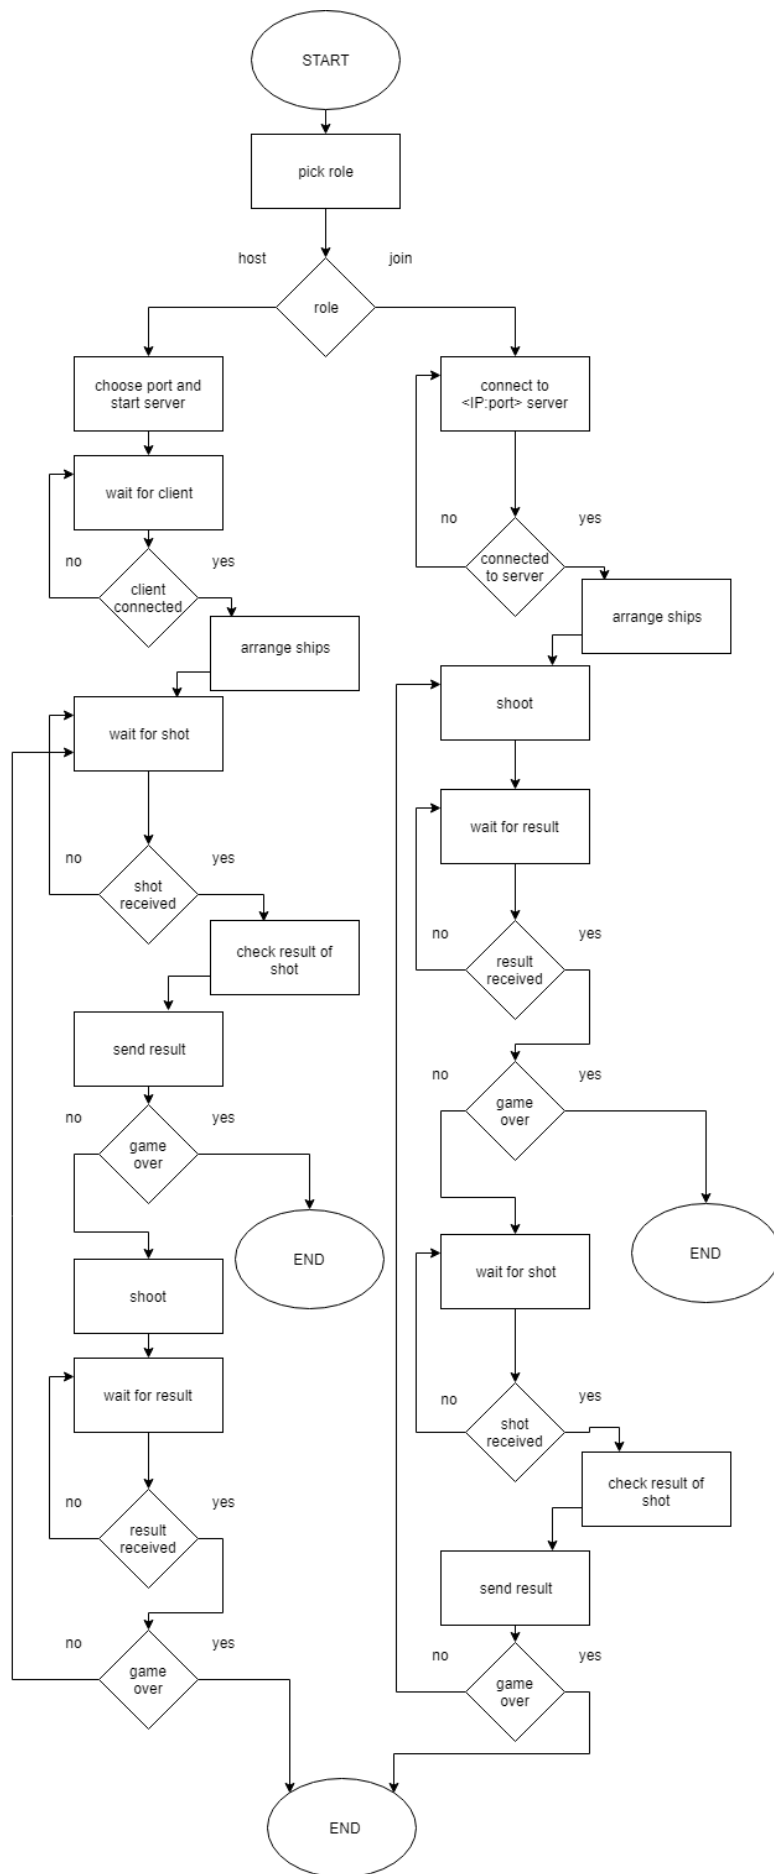 START
pick role
host
join
role
choose port and
start server
connect to
<IP:port> server
wait for client
no
yes
client
connected
no
yes
connected
to server
arrange ships
arrange ships
wait for shot
shoot
wait for result
no
yes
shot
received
no
yes
result
received
check result of
shot
send result
no
yes
game
over
no
yes
game
over
END
END
shoot
wait for shot
wait for result
no
yes
shot
received
check result of
shot
no
yes
result
received
send result
no
yes
game
over
no
yes
game
over
END